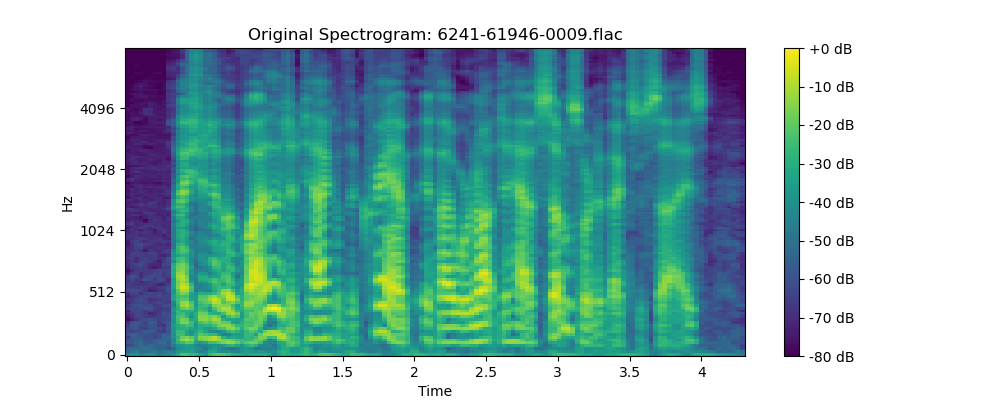 Original Spectrogram: 6241-61946-0009.flac
Hz
4096
2048
1024
512
0
0 0.5 1 1.5 2 2.5 3 3.5 4
Time
+0 dB
-10 dB
-20 dB
-30 dB
-40 dB
-50 dB
-60 dB
-70 dB
-80 dB